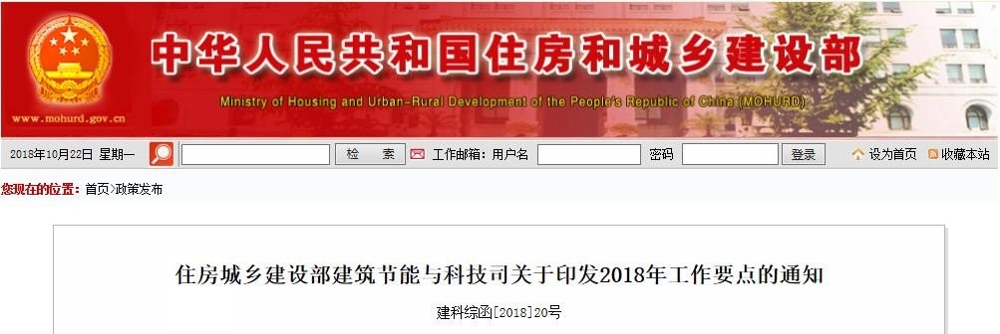 中华人民共和国住房和城乡建设部
Ministry of Housing and Urban-Rural Development of the People's Republic of China (MOHURD)
www.mohurd.gov.cn
2018年10月22日 星期一 检 索 工作邮箱：用户名 密码 登录 设为首页 收藏本站
您现在的位置：首页>政策发布
住房城乡建设部建筑节能与科技司关于印发2018年工作要点的通知
建科综函[2018]20号